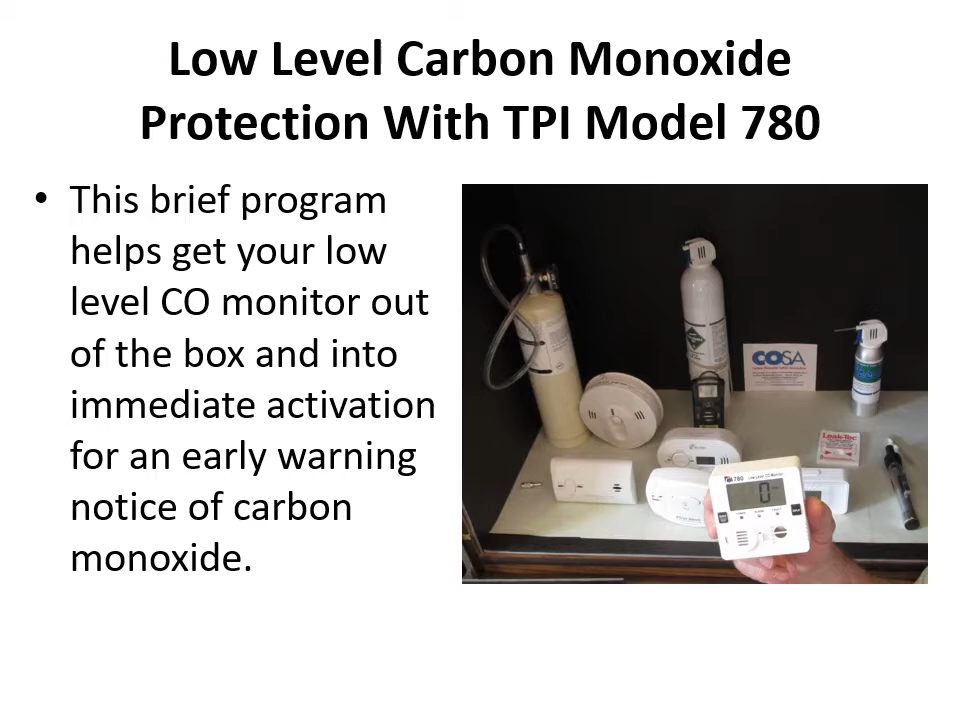 Low Level Carbon Monoxide
Protection With TPI Model 780
• This brief program
helps get your low
level CO monitor out
of the box and into
immediate activation
for an early warning
notice of carbon
monoxide.
COSA
Leak-Tec
780
0